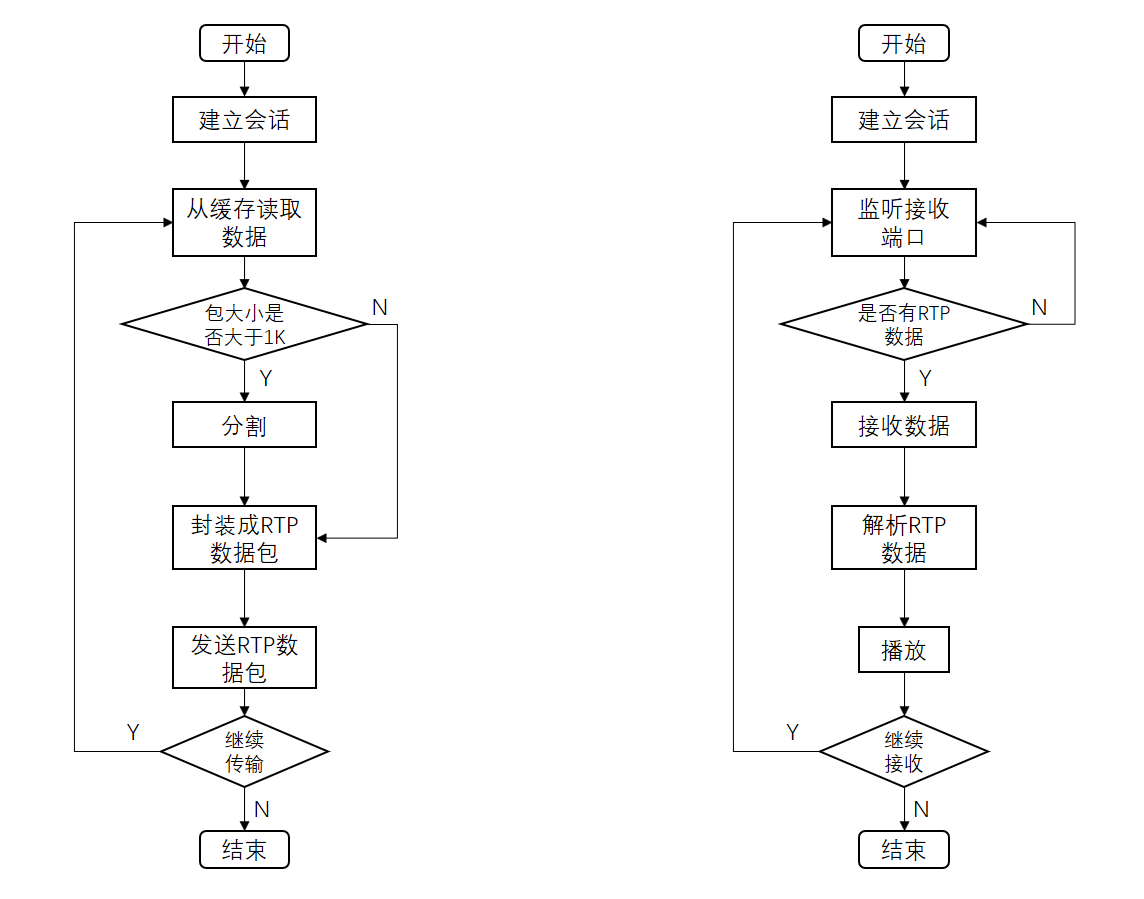 开始
建立会话
从缓存读取
数据
包大小是
否大于1K
N
Y
分割
封装成RTP
数据包
发送RTP数
据包
继续
传输
Y
N
结束
开始
建立会话
监听接收
端口
是否有RTP
数据
N
Y
接收数据
解析RTP
数据
播放
继续
接收
Y
N
结束